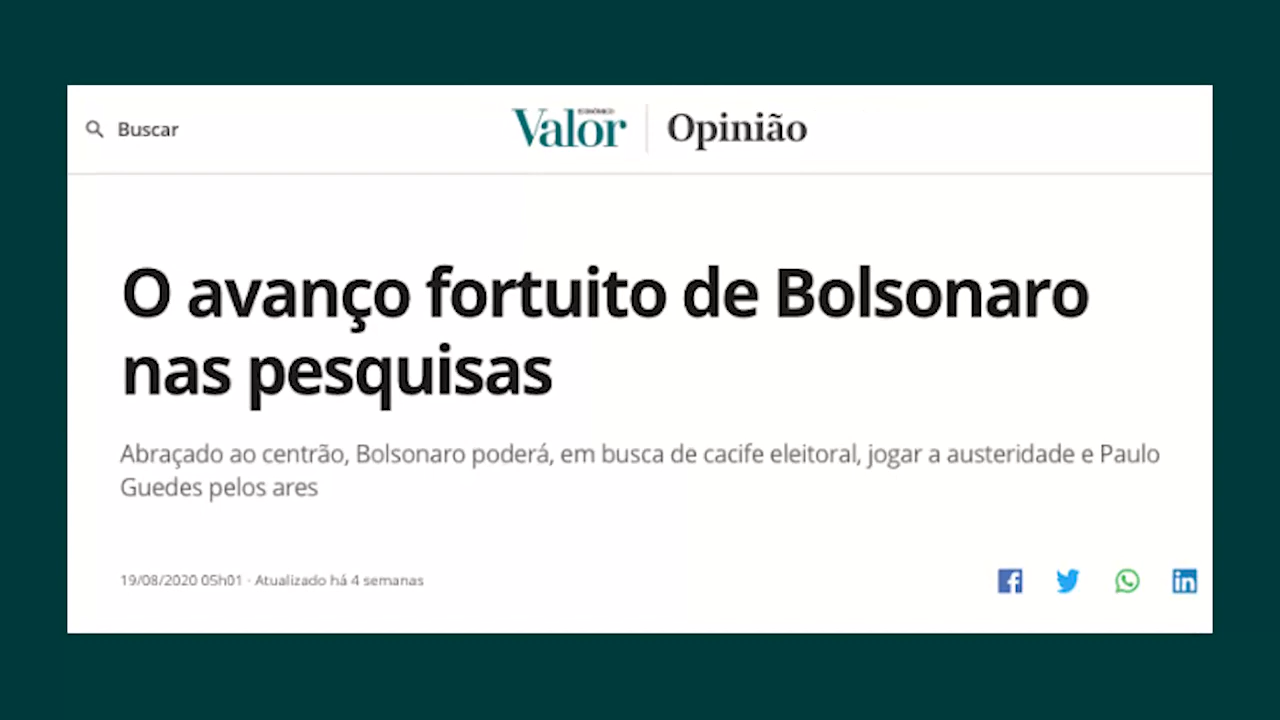 Buscar
Valor
Opinião
O avanço fortuito de Bolsonaro
nas pesquisas
Abraçado ao centrão, Bolsonaro poderá, em busca de cacife eleitoral, jogar a austeridade e Paulo
Guedes pelos ares
19/08/2020 05h01 · Atualizado há 4 semanas